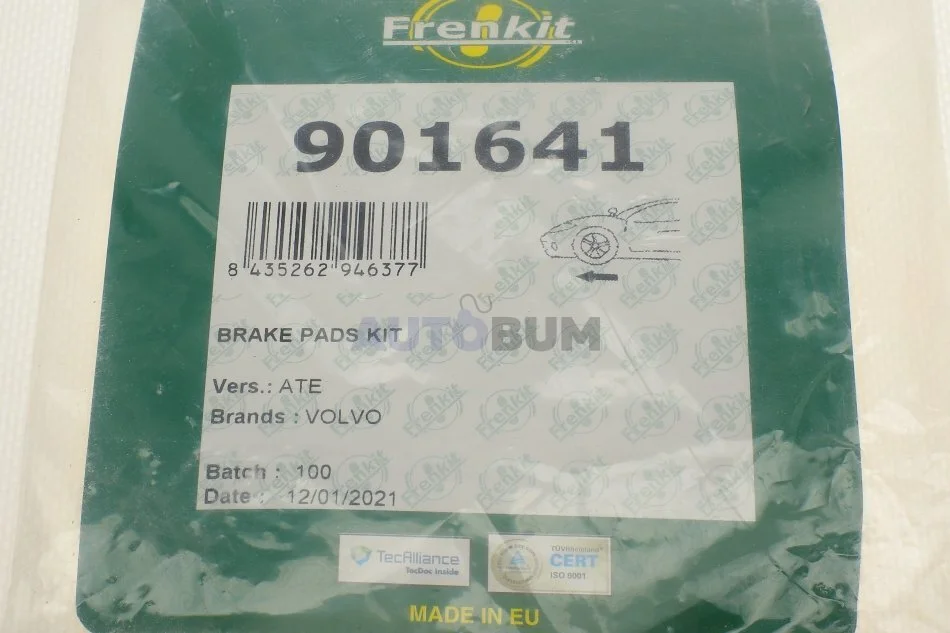 Frenkit
901641
8 435262 946377
AUTOBUM
BRAKE PADS KIT
Vers.: ATE
Brands : VOLVO
Batch : 100
Date : 12/01/2021
TecAlliance
TecDoc Inside
TÜVRheinland
CERT
ISO 9001
MADE IN EU